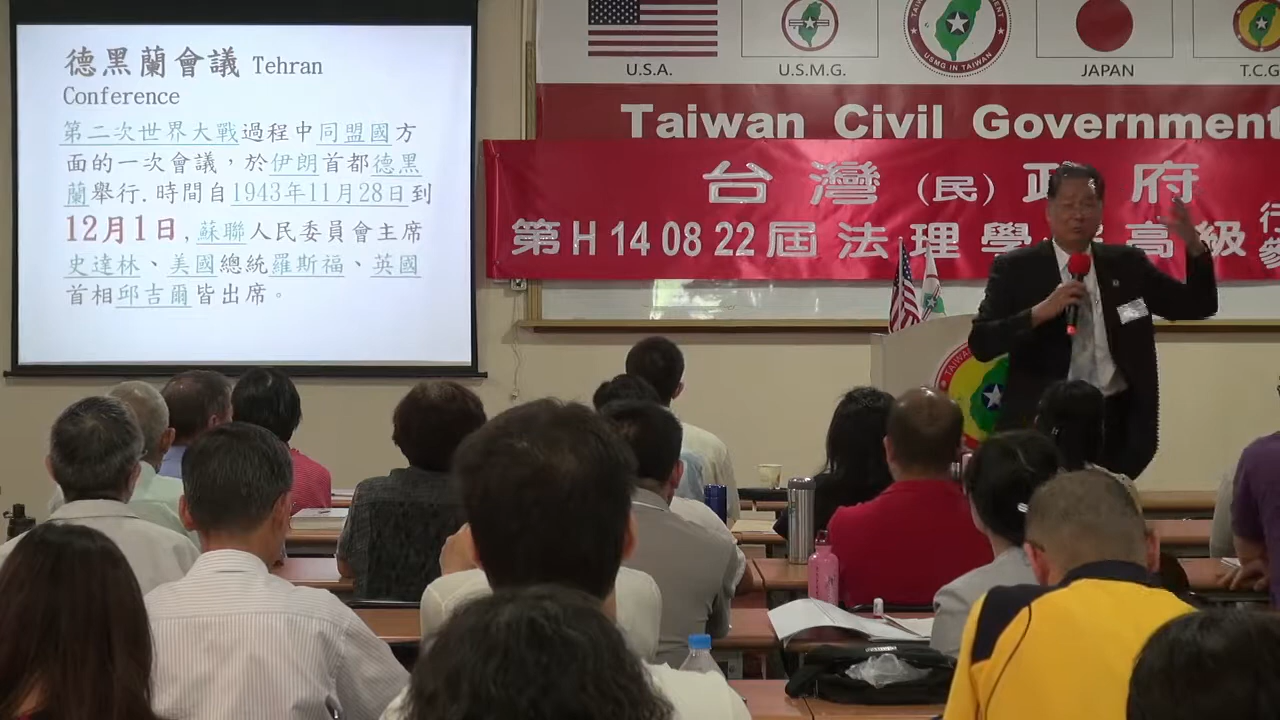 德黑蘭會議 Tehran
Conference
第二次世界大戰過程中同盟國方
面的一次會議，於伊朗首都德黑
蘭舉行.時間自1943年11月28日到
12月1日,蘇聯人民委員會主席
史達林、美國總統羅斯福、英國
首相邱吉爾皆出席。
U.S.A.
U.S.M.G.
USMG IN TAIWAN
JAPAN
T.C.G
Taiwan Civil Government
台灣(民)政府
第H 14 08 22屆法理學 高級
行
TAIWAN